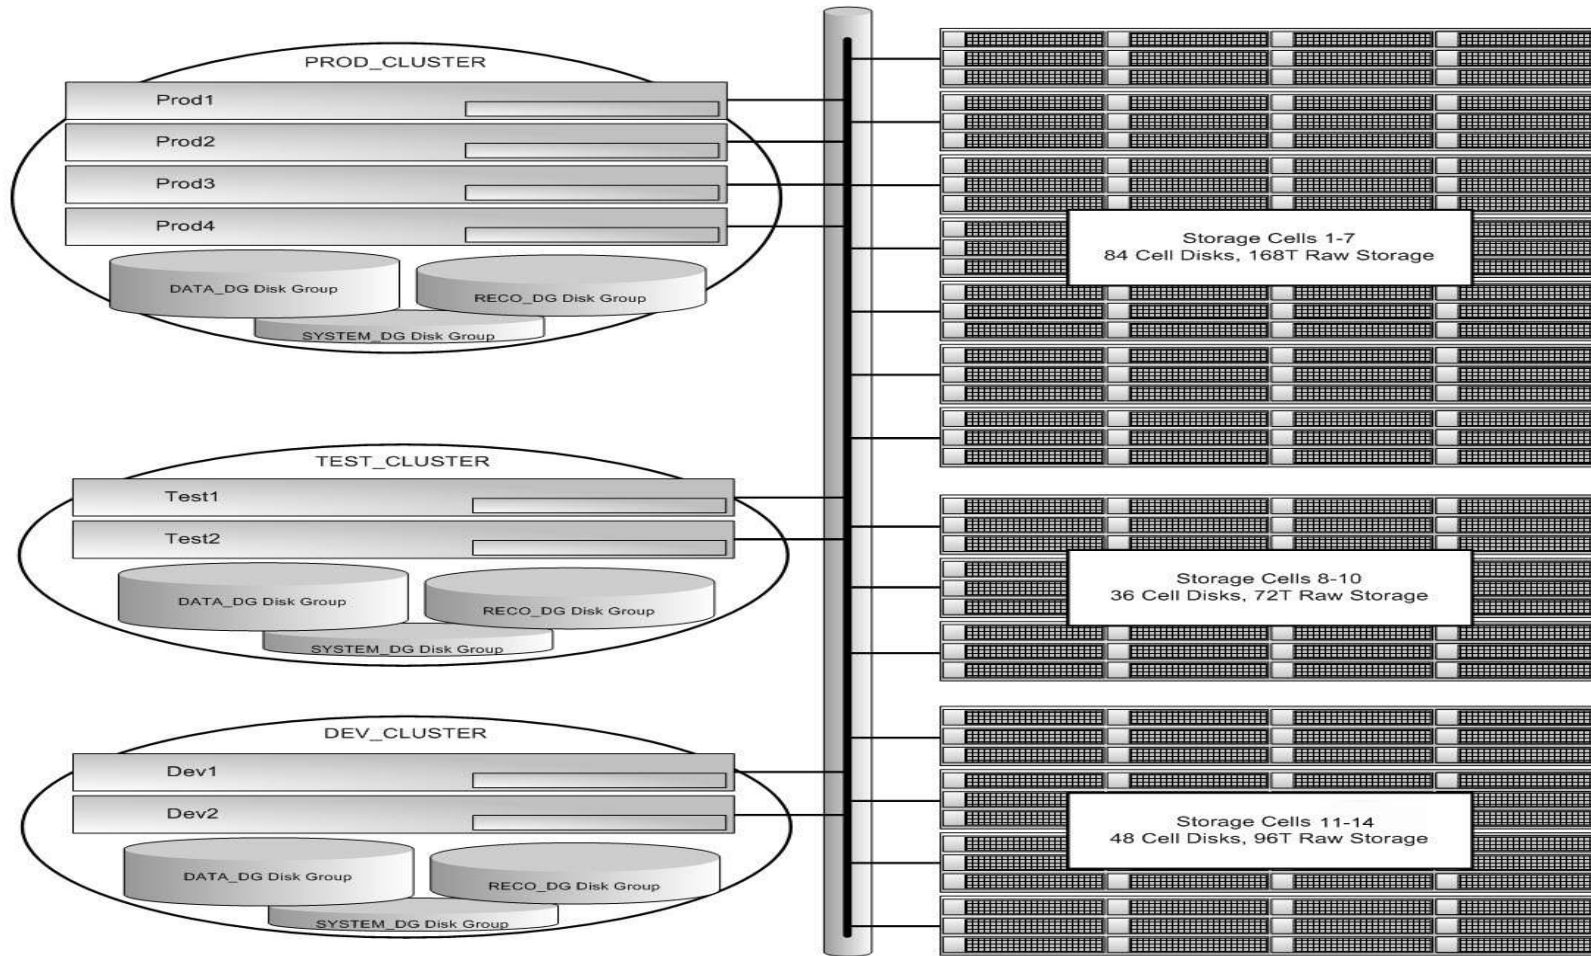 PROD_CLUSTER
Prod1
Prod2
Prod3
Prod4
DATA_DG Disk Group
RECO_DG Disk Group
SYSTEM_DG Disk Group
Storage Cells 1-7
84 Cell Disks, 168T Raw Storage
TEST_CLUSTER
Test1
Test2
DATA_DG Disk Group
RECO_DG Disk Group
SYSTEM_DG Disk Group
Storage Cells 8-10
36 Cell Disks, 72T Raw Storage
DEV_CLUSTER
Dev1
Dev2
DATA_DG Disk Group
RECO_DG Disk Group
SYSTEM_DG Disk Group
Storage Cells 11-14
48 Cell Disks, 96T Raw Storage